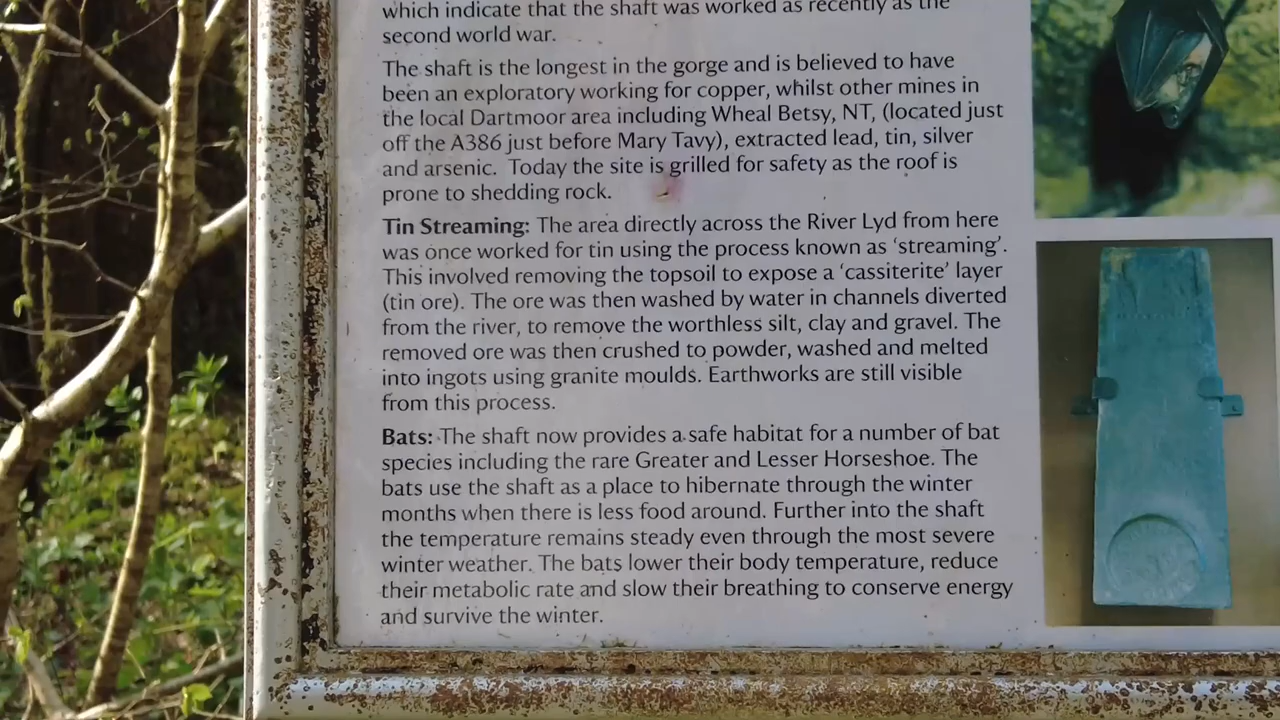 which indicate that the shaft was worked as recently as the
second world war.
The shaft is the longest in the gorge and is believed to have
been an exploratory working for copper, whilst other mines in
the local Dartmoor area including Wheal Betsy, NT, (located just
off the A386 just before Mary Tavy), extracted lead, tin, silver
and arsenic. Today the site is grilled for safety as the roof is
prone to shedding rock.
Tin Streaming: The area directly across the River Lyd from here
was once worked for tin using the process known as ‘streaming’.
This involved removing the topsoil to expose a ‘cassiterite’ layer
(tin ore). The ore was then washed by water in channels diverted
from the river, to remove the worthless silt, clay and gravel. The
removed ore was then crushed to powder, washed and melted
into ingots using granite moulds. Earthworks are still visible
from this process.
Bats: The shaft now provides a safe habitat for a number of bat
species including the rare Greater and Lesser Horseshoe. The
bats use the shaft as a place to hibernate through the winter
months when there is less food around. Further into the shaft
the temperature remains steady even through the most severe
winter weather. The bats lower their body temperature, reduce
their metabolic rate and slow their breathing to conserve energy
and survive the winter.